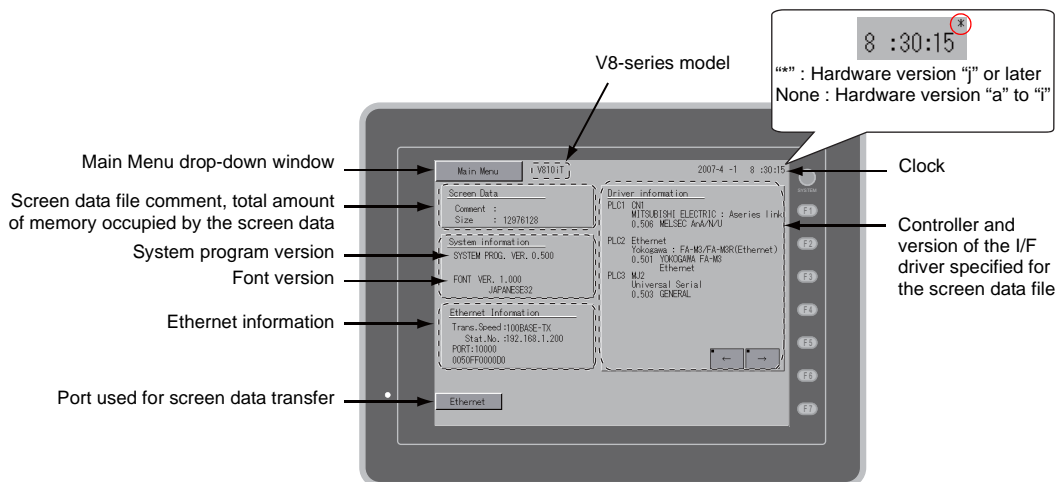 8 :30:15 *
“*” : Hardware version “j” or later
None : Hardware version “a” to “i”
V8-series model
Main Menu drop-down window
Screen data file comment, total amount
of memory occupied by the screen data
System program version
Font version
Ethernet information
Port used for screen data transfer
Clock
Controller and
version of the I/F
driver specified for
the screen data file
Main Menu
V810iT
2007-4 -1 8 :30:15
Screen Data
Comment :
Size : 12976128
System information
SYSTEM PROG. VER. 0.500
FONT VER. 1.000
JAPANESE32
Ethernet Information
Trans.Speed :100BASE-TX
Stat.No. :192.168.1.200
PORT:10000
0050FF0000D0
Ethernet
Driver information
PLC1 CN1
MITSUBISHI ELECTRIC : Aseries link
0.506 MELSEC AnA/N/U
PLC2 Ethernet
Yokogawa : FA-M3/FA-M3R(Ethernet)
0.501 YOKOGAWA FA-M3
Ethernet
PLC3 MJ2
Universal Serial
0.503 GENERAL
← →
SYSTEM
F1
F2
F3
F4
F5
F6
F7